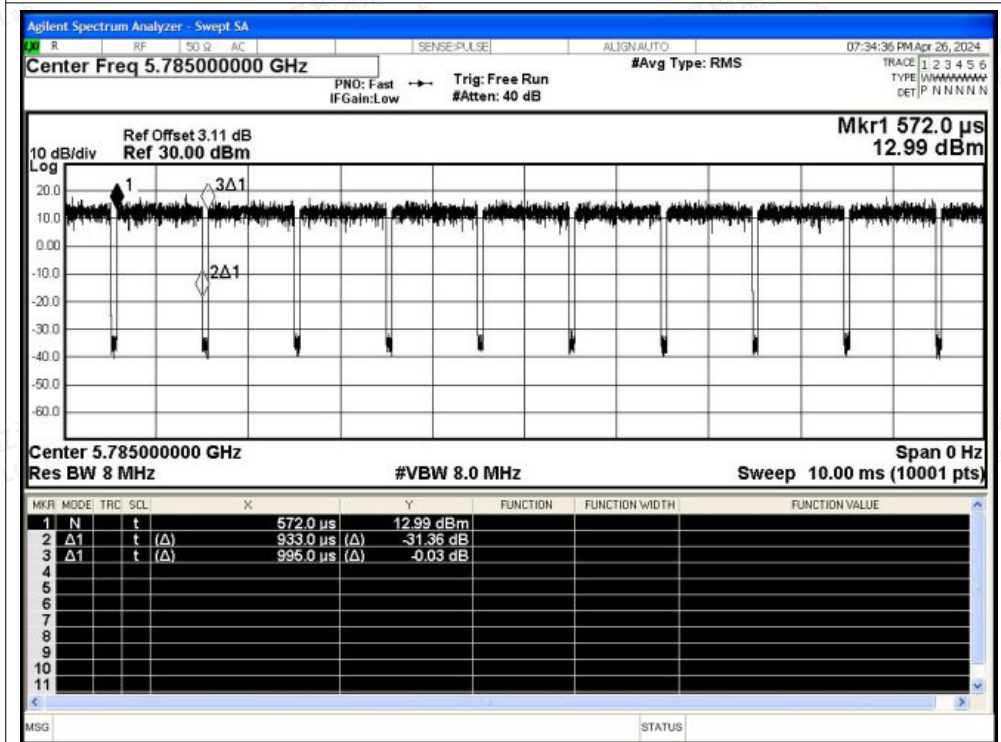 Agilent Spectrum Analyzer - Swept SA
LXI R RF 50 Ω AC SENSE:PULSE ALIGN AUTO 07:34:36 PM Apr 26, 2024
Center Freq 5.785000000 GHz #Avg Type: RMS TRACE 1 2 3 4 5 6
PNO: Fast Trig: Free Run TYPE WWWWWW
IFGain:Low #Atten: 40 dB DET P N N N N N
Mkr1 572.0 µs
Ref Offset 3.11 dB
10 dB/div Ref 30.00 dBm 12.99 dBm
Log
1 3Δ1
20.0
10.0
0.00
2Δ1
-10.0
-20.0
-30.0
-40.0
-50.0
-60.0
Center 5.785000000 GHz Span 0 Hz
Res BW 8 MHz #VBW 8.0 MHz Sweep 10.00 ms (10001 pts)
MKR MODE TRC SCL X Y FUNCTION FUNCTION WIDTH FUNCTION VALUE
1 N t 572.0 µs 12.99 dBm
2 Δ1 t (Δ) 933.0 µs (Δ) -31.36 dB
3 Δ1 t (Δ) 995.0 µs (Δ) -0.03 dB
4
5
6
7
8
9
10
11
MSG STATUS